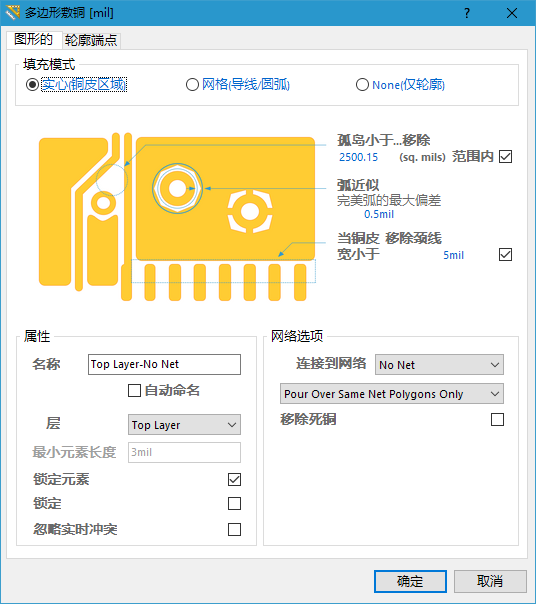 多边形敷铜 [mil]
图形的 轮廓端点
填充模式
实心(铜皮区域) 网格(导线/圆弧) None(仅轮廓)
孤岛小于...移除
2500.15 (sq. mils) 范围内
弧近似
完美弧的最大偏差
0.5mil
当铜皮 移除颈线
宽小于 5mil
属性
名称 Top Layer-No Net
自动命名
层 Top Layer
最小元素长度 3mil
锁定元素
锁定
忽略实时冲突
网络选项
连接到网络 No Net
Pour Over Same Net Polygons Only
移除死铜
确定 取消